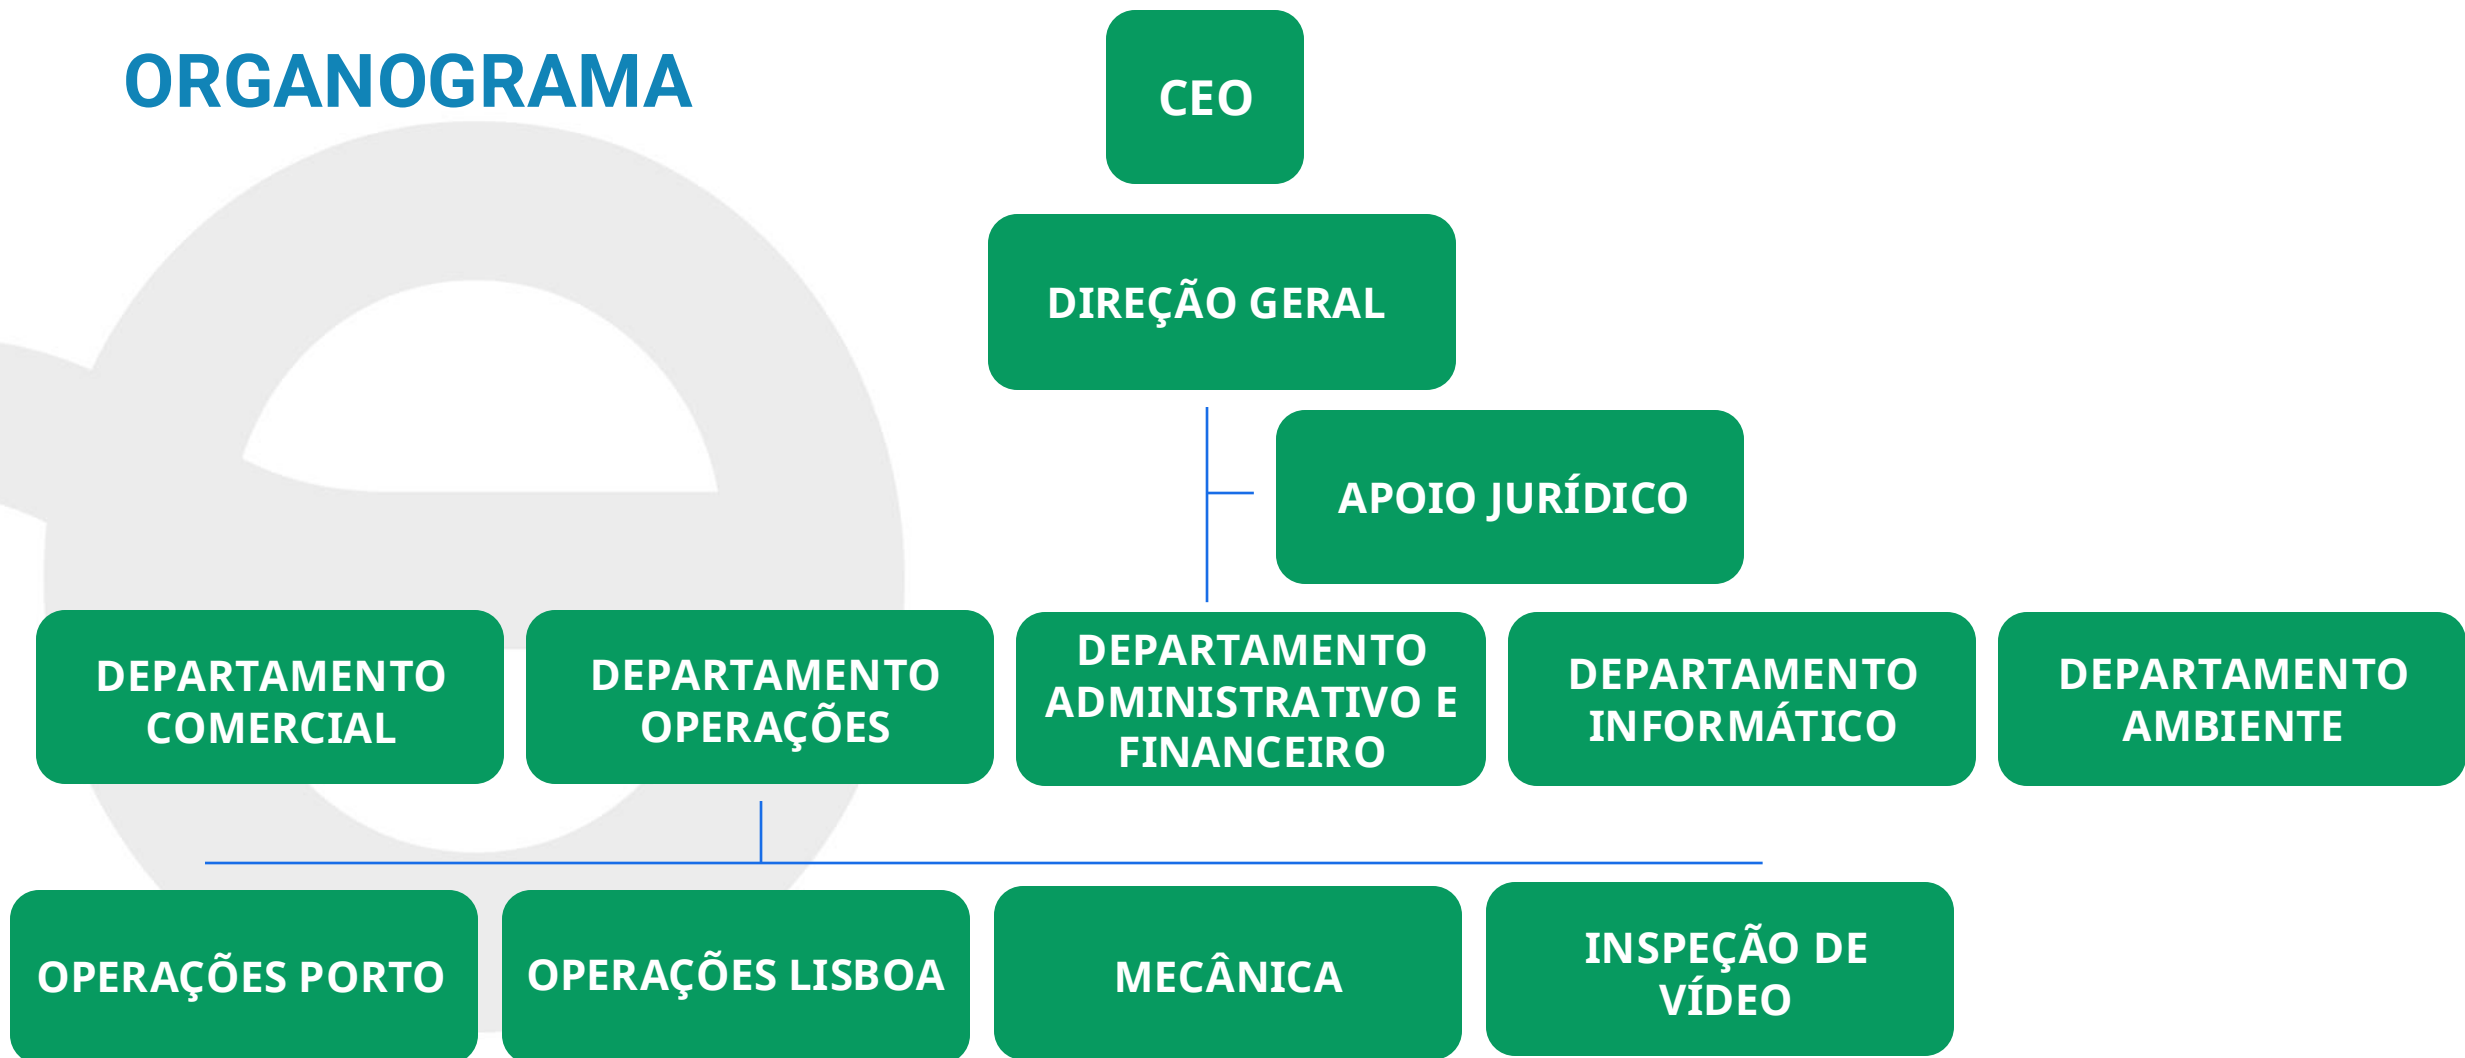 ORGANOGRAMA
CEO
DIREÇÃO GERAL
APOIO JURÍDICO
DEPARTAMENTO
COMERCIAL
DEPARTAMENTO
OPERAÇÕES
DEPARTAMENTO
ADMINISTRATIVO E
FINANCEIRO
DEPARTAMENTO
INFORMÁTICO
DEPARTAMENTO
AMBIENTE
OPERAÇÕES PORTO
OPERAÇÕES LISBOA
MECÂNICA
INSPEÇÃO DE
VÍDEO